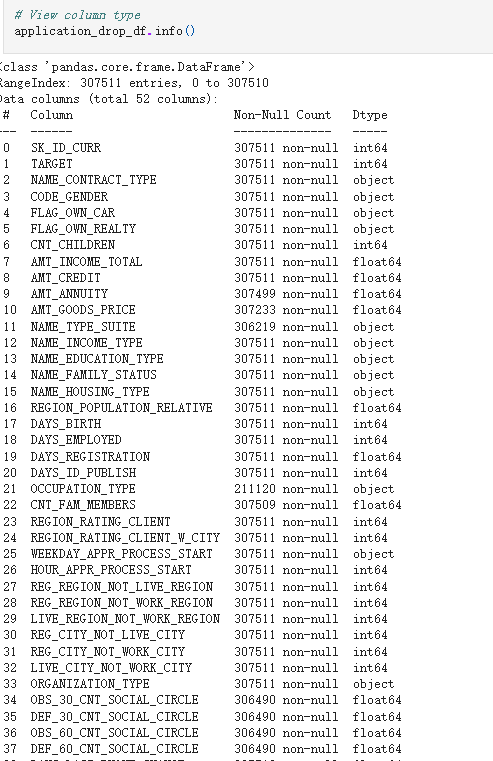 # View column type
application_drop_df.info()
<class 'pandas.core.frame.DataFrame'>
RangeIndex: 307511 entries, 0 to 307510
Data columns (total 52 columns):
# Column Non-Null Count Dtype
--- ------ -------------- -----
0 SK_ID_CURR 307511 non-null int64
1 TARGET 307511 non-null int64
2 NAME_CONTRACT_TYPE 307511 non-null object
3 CODE_GENDER 307511 non-null object
4 FLAG_OWN_CAR 307511 non-null object
5 FLAG_OWN_REALTY 307511 non-null object
6 CNT_CHILDREN 307511 non-null int64
7 AMT_INCOME_TOTAL 307511 non-null float64
8 AMT_CREDIT 307511 non-null float64
9 AMT_ANNUITY 307499 non-null float64
10 AMT_GOODS_PRICE 307233 non-null float64
11 NAME_TYPE_SUITE 306219 non-null object
12 NAME_INCOME_TYPE 307511 non-null object
13 NAME_EDUCATION_TYPE 307511 non-null object
14 NAME_FAMILY_STATUS 307511 non-null object
15 NAME_HOUSING_TYPE 307511 non-null object
16 REGION_POPULATION_RELATIVE 307511 non-null float64
17 DAYS_BIRTH 307511 non-null int64
18 DAYS_EMPLOYED 307511 non-null int64
19 DAYS_REGISTRATION 307511 non-null float64
20 DAYS_ID_PUBLISH 307511 non-null int64
21 OCCUPATION_TYPE 211120 non-null object
22 CNT_FAM_MEMBERS 307509 non-null float64
23 REGION_RATING_CLIENT 307511 non-null int64
24 REGION_RATING_CLIENT_W_CITY 307511 non-null int64
25 WEEKDAY_APPR_PROCESS_START 307511 non-null object
26 HOUR_APPR_PROCESS_START 307511 non-null int64
27 REG_REGION_NOT_LIVE_REGION 307511 non-null int64
28 REG_REGION_NOT_WORK_REGION 307511 non-null int64
29 LIVE_REGION_NOT_WORK_REGION 307511 non-null int64
30 REG_CITY_NOT_LIVE_CITY 307511 non-null int64
31 REG_CITY_NOT_WORK_CITY 307511 non-null int64
32 LIVE_CITY_NOT_WORK_CITY 307511 non-null int64
33 ORGANIZATION_TYPE 307511 non-null object
34 OBS_30_CNT_SOCIAL_CIRCLE 306490 non-null float64
35 DEF_30_CNT_SOCIAL_CIRCLE 306490 non-null float64
36 OBS_60_CNT_SOCIAL_CIRCLE 306490 non-null float64
37 DEF_60_CNT_SOCIAL_CIRCLE 306490 non-null float64